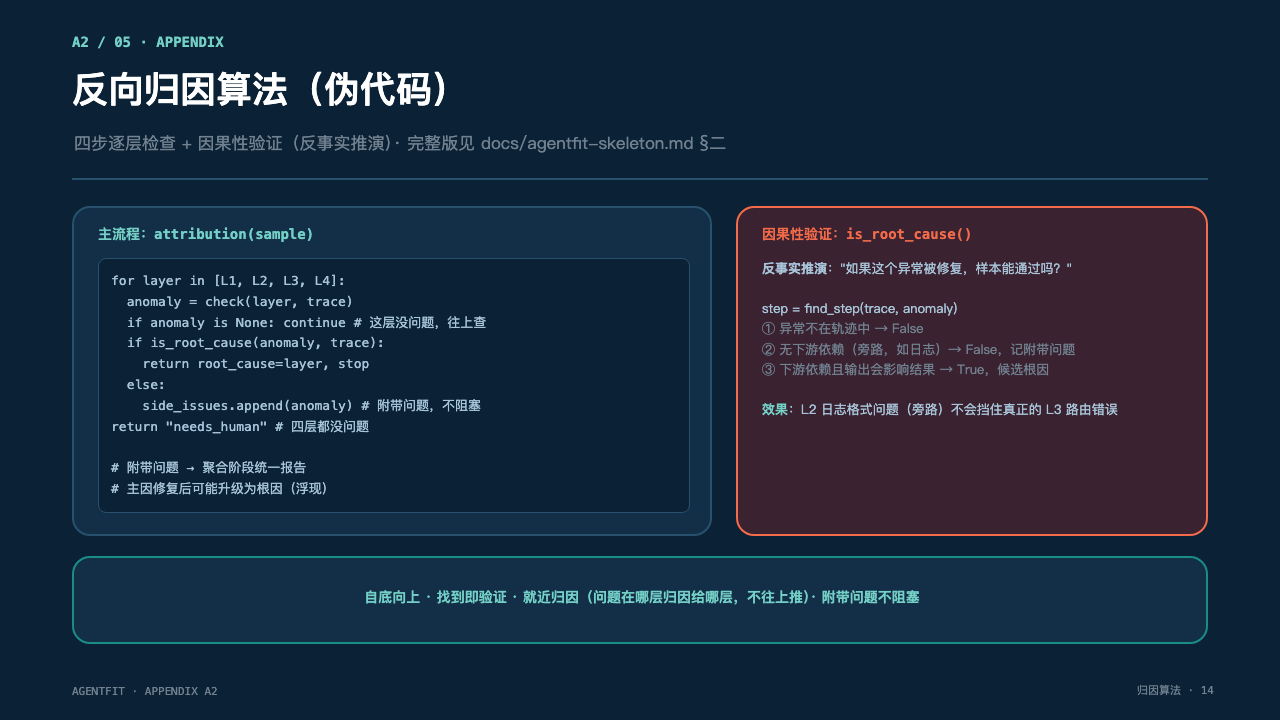 A2 / 05 · APPENDIX
反向归因算法（伪代码）
四步逐层检查 + 因果性验证（反事实推演）· 完整版见 docs/agentfit-skeleton.md §二
主流程：attribution(sample)
for layer in [L1, L2, L3, L4]:
  anomaly = check(layer, trace)
  if anomaly is None: continue # 这层没问题，往上查
  if is_root_cause(anomaly, trace):
    return root_cause=layer, stop
  else:
    side_issues.append(anomaly) # 附带问题，不阻塞
return "needs_human" # 四层都没问题
# 附带问题 → 聚合阶段统一报告
# 主因修复后可能升级为根因（浮现）
因果性验证：is_root_cause()
反事实推演："如果这个异常被修复，样本能通过吗？"
step = find_step(trace, anomaly)
① 异常不在轨迹中 → False
② 无下游依赖（旁路，如日志）→ False，记附带问题
③ 下游依赖且输出会影响结果 → True，候选根因
效果：L2 日志格式问题（旁路）不会挡住真正的 L3 路由错误
自底向上 · 找到即验证 · 就近归因（问题在哪层归因给哪层，不往上推）· 附带问题不阻塞
AGENTFIT · APPENDIX A2
归因算法 · 14